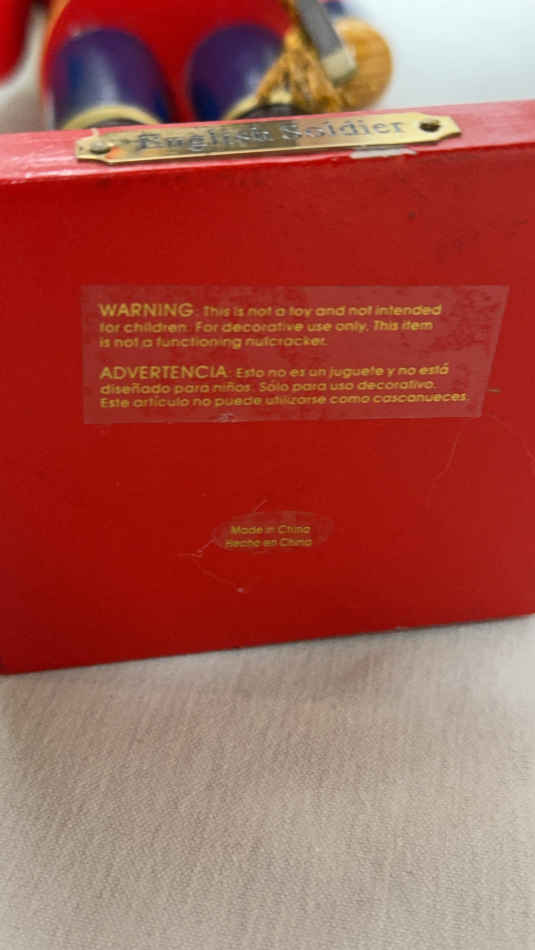 English Soldier
WARNING: This is not a toy and not intended
for children. For decorative use only. This item
is not a functioning nutcracker.
ADVERTENCIA: Esto no es un juguete y no está
diseñado para niños. Sólo para uso decorativo.
Este artículo no puede utilizarse como cascanueces.
Made in China
Hecho en China